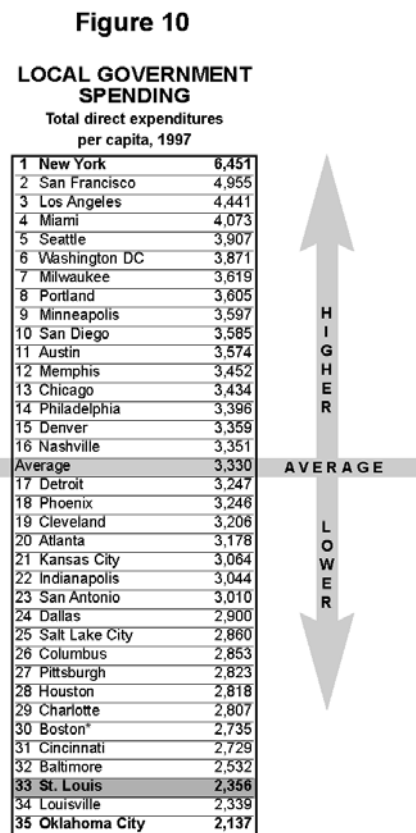 Figure 10
LOCAL GOVERNMENT
SPENDING
Total direct expenditures
per capita, 1997
1 New York 6,451
2 San Francisco 4,955
3 Los Angeles 4,441
4 Miami 4,073
5 Seattle 3,907
6 Washington DC 3,871
7 Milwaukee 3,619
8 Portland 3,605
9 Minneapolis 3,597
10 San Diego 3,585
11 Austin 3,574
12 Memphis 3,452
13 Chicago 3,434
14 Philadelphia 3,396
15 Denver 3,359
16 Nashville 3,351
Average 3,330
17 Detroit 3,247
18 Phoenix 3,246
19 Cleveland 3,206
20 Atlanta 3,178
21 Kansas City 3,064
22 Indianapolis 3,044
23 San Antonio 3,010
24 Dallas 2,900
25 Salt Lake City 2,860
26 Columbus 2,853
27 Pittsburgh 2,823
28 Houston 2,818
29 Charlotte 2,807
30 Boston* 2,735
31 Cincinnati 2,729
32 Baltimore 2,532
33 St. Louis 2,356
34 Louisville 2,339
35 Oklahoma City 2,137
HIGHER
AVERAGE
LOWER